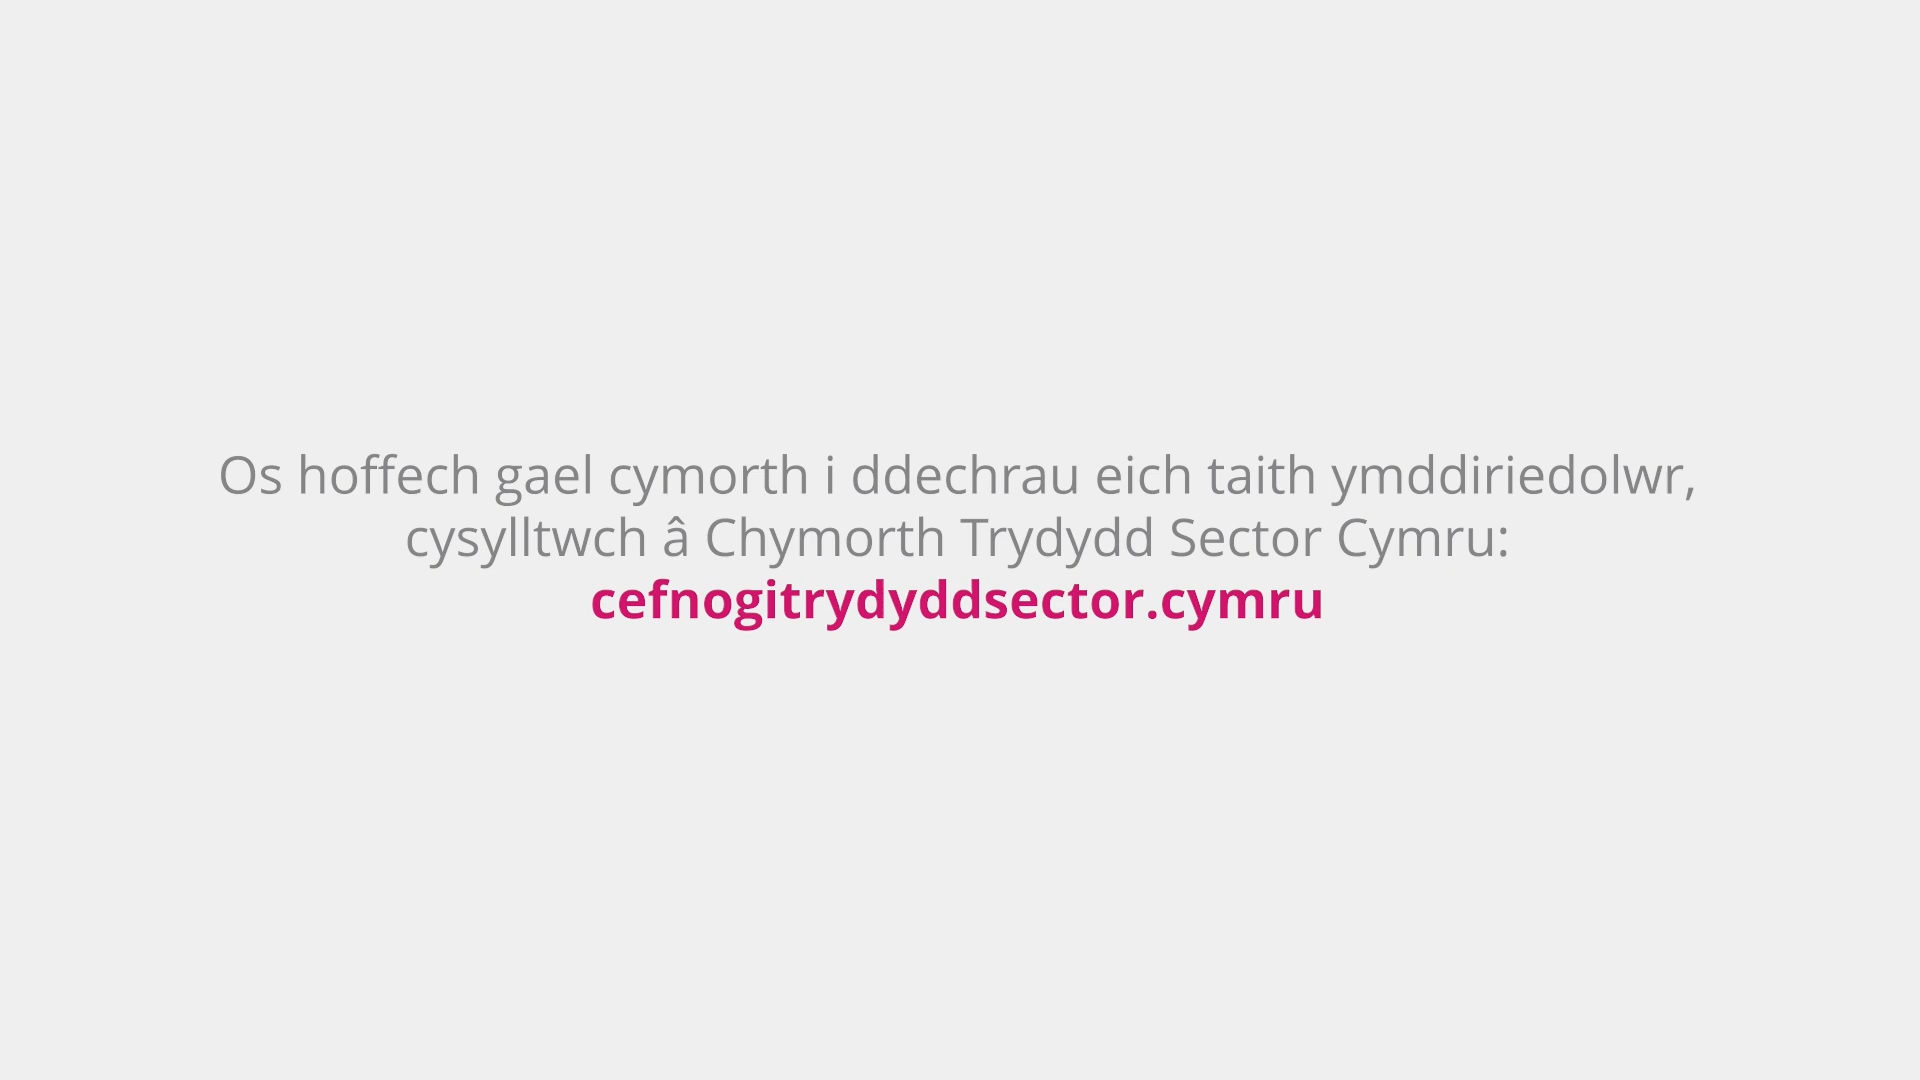 Os hoffech gael cymorth i ddechrau eich taith ymddiriedolwr,
cysylltwch â Chymorth Trydydd Sector Cymru:
cefnogitrydyddsector.cymru